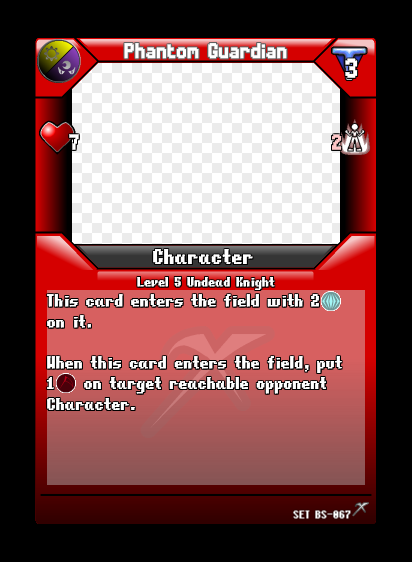 Phantom Guardian
3
7
2
Character
Level 5 Undead Knight
This card enters the field with 2
on it.
When this card enters the field, put
1 on target reachable opponent
Character.
SET BS-067